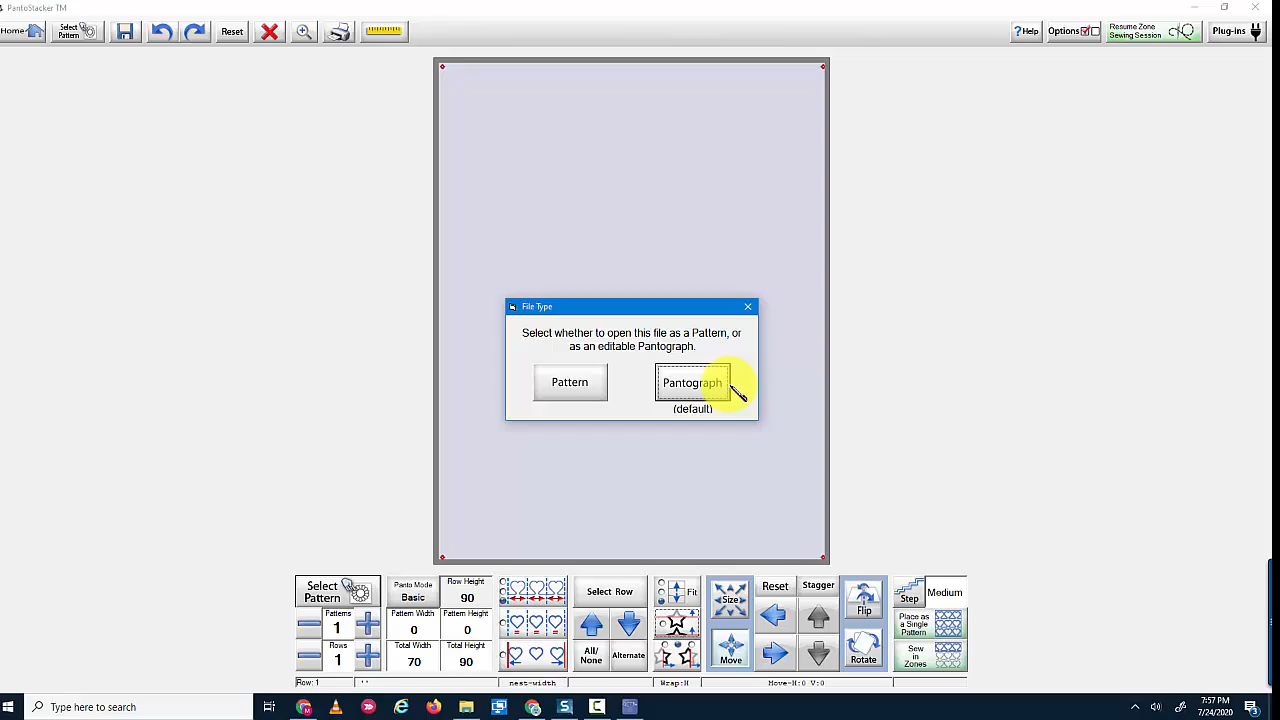 PantoStacker TM
Home
Select
Pattern
Reset
?Help
Options
Resume Zone
Sewing Session
Plug-ins
File Type
Select whether to open this file as a Pattern, or
as an editable Pantograph.
Pattern
Pantograph
(default)
Select
Pattern
Panto Mode
Basic
Row Height
90
Patterns
1
Pattern Width
0
Pattern Height
0
Rows
1
Total Width
70
Total Height
90
Select Row
All/
None
Alternate
Fit
Size
Move
Reset
Stagger
Flip
Rotate
Step
Medium
Place as
a Single
Pattern
Sew
in
Zones
Row: 1
''
nest-width
Wrap:H
Move-H:0 V:0
Type here to search
7:57 PM
7/24/2020
3